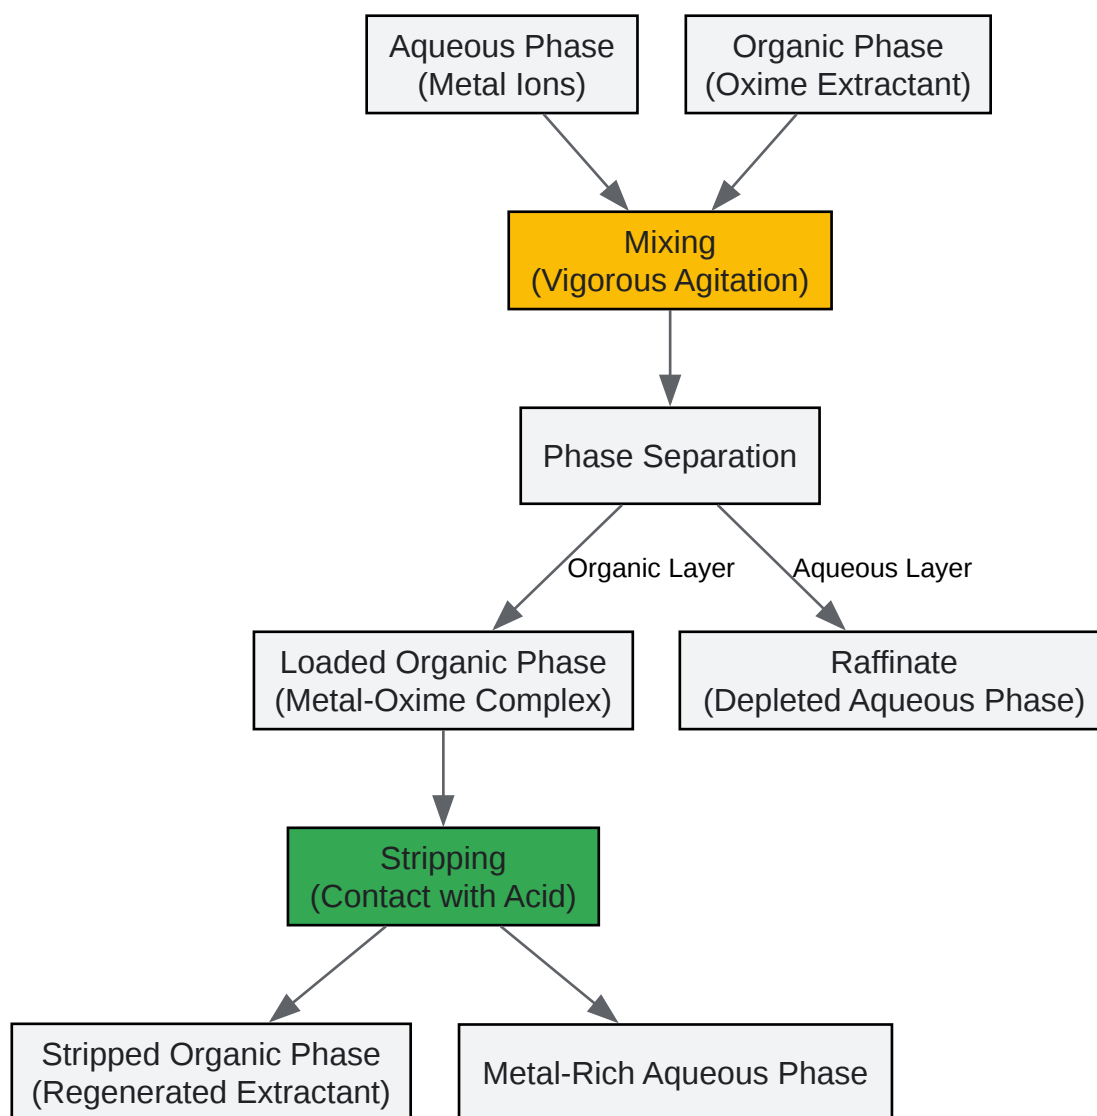 Aqueous Phase
(Metal Ions)
Organic Phase
(Oxime Extractant)
Mixing
(Vigorous Agitation)
Phase Separation
Organic Layer
Aqueous Layer
Loaded Organic Phase
(Metal-Oxime Complex)
Raffinate
(Depleted Aqueous Phase)
Stripping
(Contact with Acid)
Stripped Organic Phase
(Regenerated Extractant)
Metal-Rich Aqueous Phase